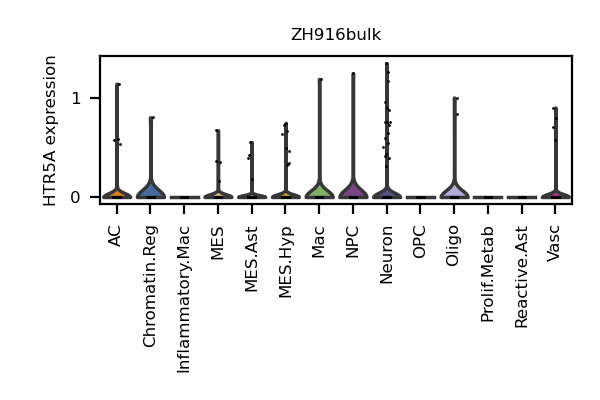 ZH916bulk
HTR5A expression
1
0
AC
Chromatin.Reg
Inflammatory.Mac
MES
MES.Ast
MES.Hyp
Mac
NPC
Neuron
OPC
Oligo
Prolif.Metab
Reactive.Ast
Vasc